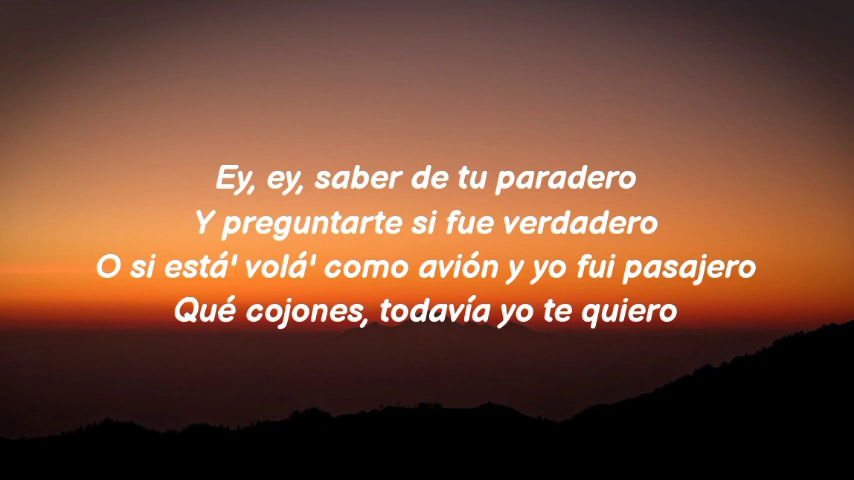 Ey, ey, saber de tu paradero
Y preguntarte si fue verdadero
O si está' volá' como avión y yo fui pasajero
Qué cojones, todavía yo te quiero